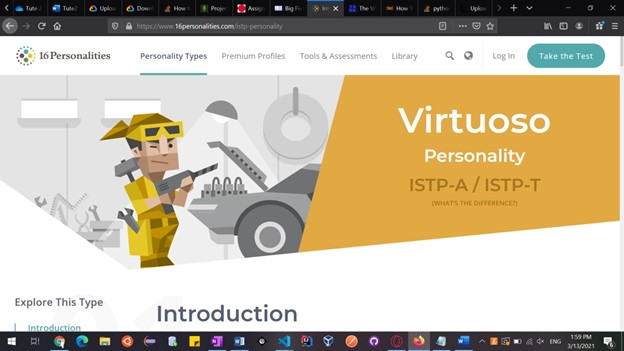 Tute
Tute2
Uploa
Down
How t
Projec
Assign
Big Fi
Int
The W
How T
python
Uploa
https://www.16personalities.com/istp-personality
16Personalities
Personality Types
Premium Profiles
Tools & Assessments
Library
Log In
Take the Test
Virtuoso
Personality
ISTP-A / ISTP-T
(WHAT'S THE DIFFERENCE?)
Explore This Type
Introduction
Introduction
ENG
1:59 PM
3/13/2021